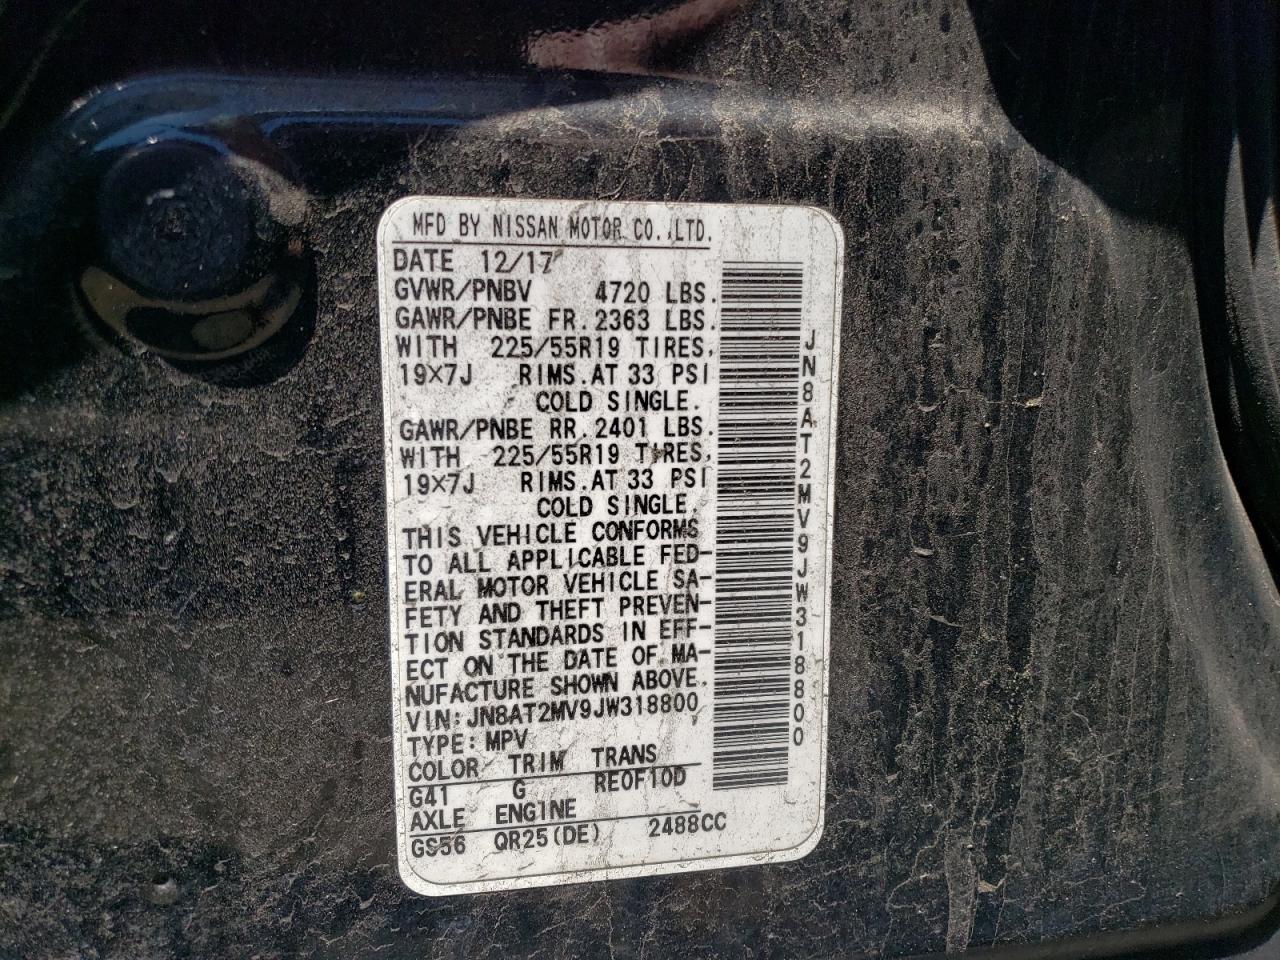 MFD BY NISSAN MOTOR CO.,LTD.
DATE 12/17
GVWR/PNBV 4720 LBS.
GAWR/PNBE FR. 2363 LBS.
WITH 225/55R19 TIRES,
19×7J RIMS.AT 33 PSI
COLD SINGLE.
GAWR/PNBE RR. 2401 LBS.
WITH 225/55R19 TIRES,
19×7J RIMS.AT 33 PSI
COLD SINGLE.
THIS VEHICLE CONFORMS
TO ALL APPLICABLE FED-
ERAL MOTOR VEHICLE SA-
FETY AND THEFT PREVEN-
TION STANDARDS IN EFF-
ECT ON THE DATE OF MA-
NUFACTURE SHOWN ABOVE.
VIN: JN8AT2MV9JW318800
TYPE: MPV
COLOR TRIM TRANS
G41 G RE0F10D
AXLE ENGINE
GS56 QR25(DE) 2488CC
JN8AT2MV9JW318800